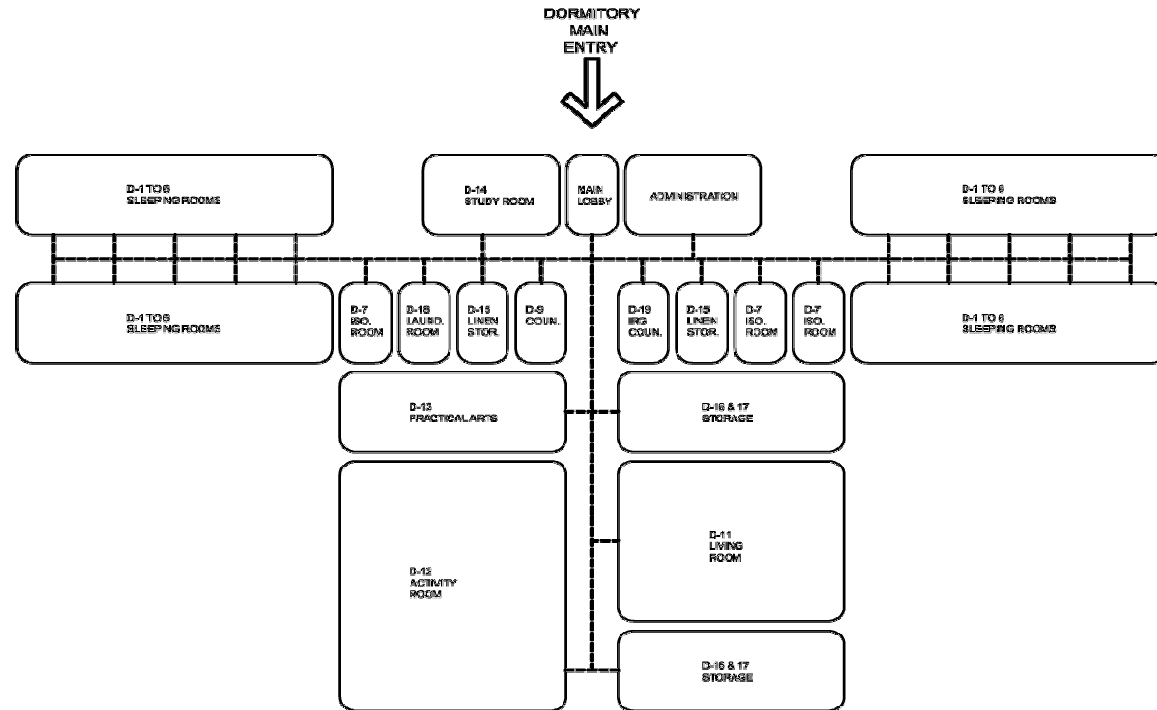 DORMITORY
MAIN
ENTRY
D-1 TO 6
SLEEPING ROOMS
D-14
STUDY ROOM
MAIN
LOBBY
ADMINISTRATION
D-1 TO 6
SLEEPING ROOMS
D-1 TO 6
SLEEPING ROOMS
D-7
ISO.
ROOM
D-18
LAUND.
ROOM
D-15
LINEN
STOR.
D-9
COUN.
D-19
IRG
COUN.
D-15
LINEN
STOR.
D-7
ISO.
ROOM
D-7
ISO.
ROOM
D-1 TO 6
SLEEPING ROOMS
D-13
PRACTICAL ARTS
D-16 & 17
STORAGE
D-12
ACTIVITY
ROOM
D-11
LIVING
ROOM
D-16 & 17
STORAGE